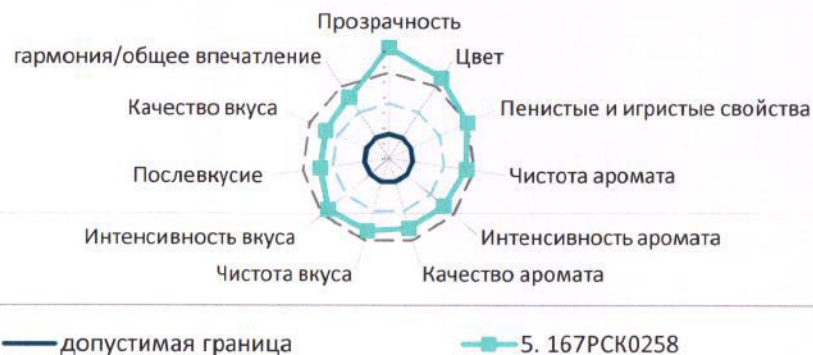 Прозрачность
гармония/общее впечатление
Цвет
Качество вкуса
Пенистые и игристые свойства
Послевкусие
Чистота аромата
Интенсивность вкуса
Интенсивность аромата
Чистота вкуса
Качество аромата
допустимая граница
5. 167РСК0258